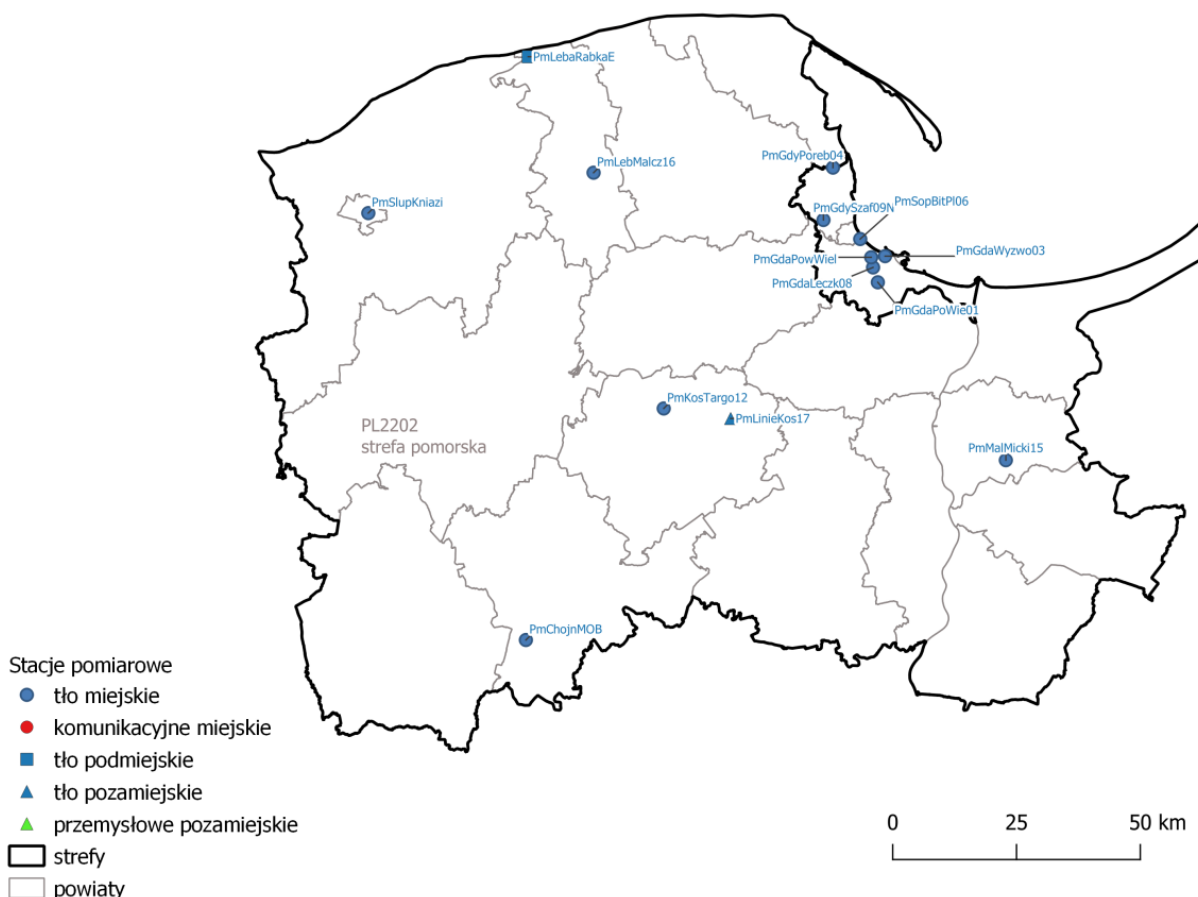 PmLebaRabkaE
PmGdyPoreb04
PmLebMalcz16
PmSlupKniazi
PmSopBitPl06
PmGdySzaf09N
PmGdaWyzwo03
PmGdaPowWiel
PmGdaLeczk08
PmGdaPoWie01
PmKosTargo12
PmLinieKos17
PL2202
strefa pomorska
PmMalMicki15
PmChojnMOB
Stacje pomiarowe
tło miejskie
komunikacyjne miejskie
tło podmiejskie
tło pozamiejskie
przemysłowe pozamiejskie
strefy
powiaty
0 25 50 km